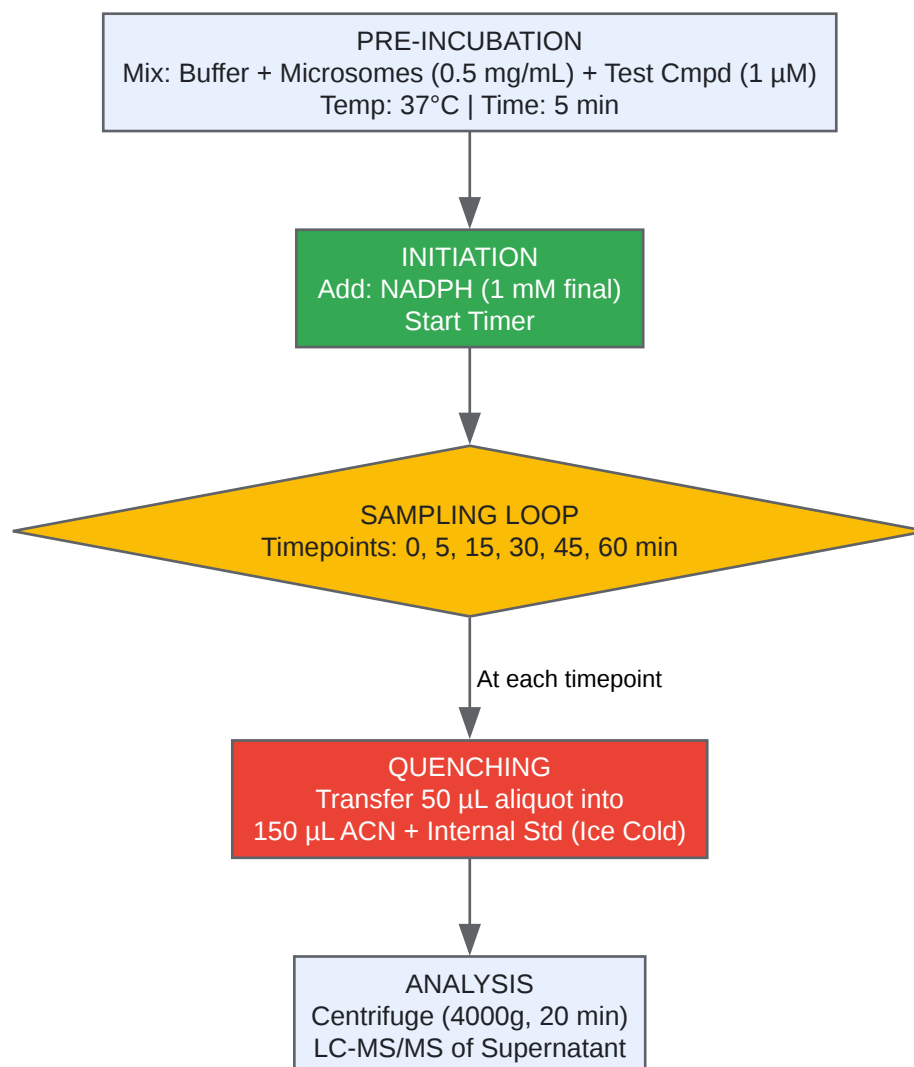 PRE-INCUBATION
Mix: Buffer + Microsomes (0.5 mg/mL) + Test Cmpd (1 µM)
Temp: 37°C | Time: 5 min
INITIATION
Add: NADPH (1 mM final)
Start Timer
SAMPLING LOOP
Timepoints: 0, 5, 15, 30, 45, 60 min
At each timepoint
QUENCHING
Transfer 50 µL aliquot into
150 µL ACN + Internal Std (Ice Cold)
ANALYSIS
Centrifuge (4000g, 20 min)
LC-MS/MS of Supernatant